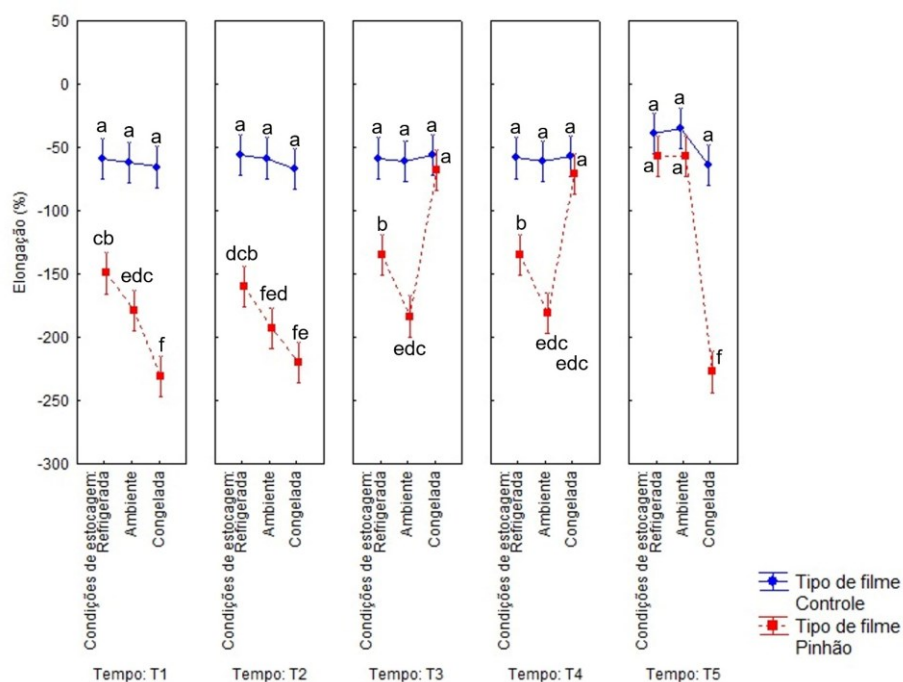 50
0
-50
-100
-150
-200
-250
-300
Elongação (%)
a a a
cb
edc
f
a a a
dcb
fed
fe
a a a
a
b
edc
a a a
a
b
edc
edc
a a a
a a
f
Condições de estocagem:
Refrigerada
Ambiente
Congelada
Condições de estocagem:
Refrigerada
Ambiente
Congelada
Condições de estocagem:
Refrigerada
Ambiente
Congelada
Condições de estocagem:
Refrigerada
Ambiente
Congelada
Condições de estocagem:
Refrigerada
Ambiente
Congelada
Tempo: T1
Tempo: T2
Tempo: T3
Tempo: T4
Tempo: T5
Tipo de filme
Controle
Tipo de filme
Pinhão